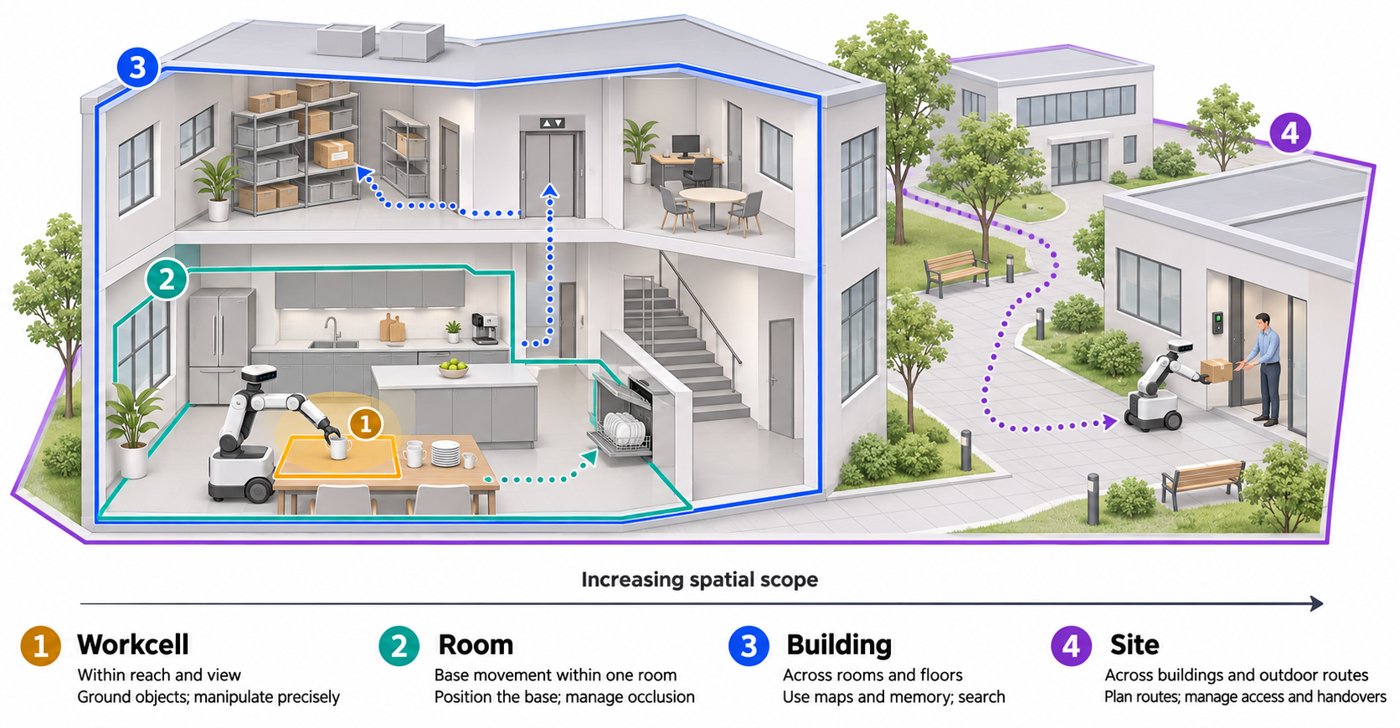 3
4
2
1
Increasing spatial scope
1 Workcell
Within reach and view
Ground objects; manipulate precisely
2 Room
Base movement within one room
Position the base; manage occlusion
3 Building
Across rooms and floors
Use maps and memory; search
4 Site
Across buildings and outdoor routes
Plan routes; manage access and handovers